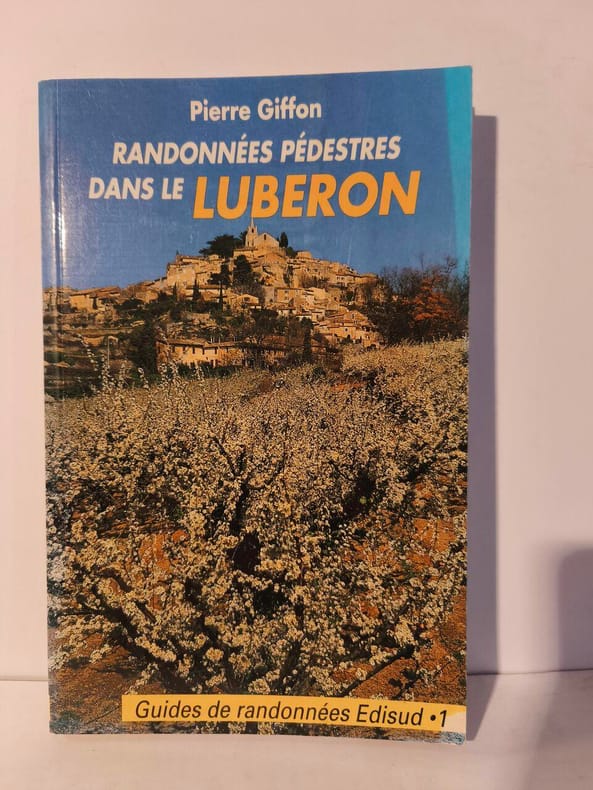 Pierre Giffon
RANDONNÉES PÉDESTRES
DANS LE LUBERON
Guides de randonnées Edisud • 1